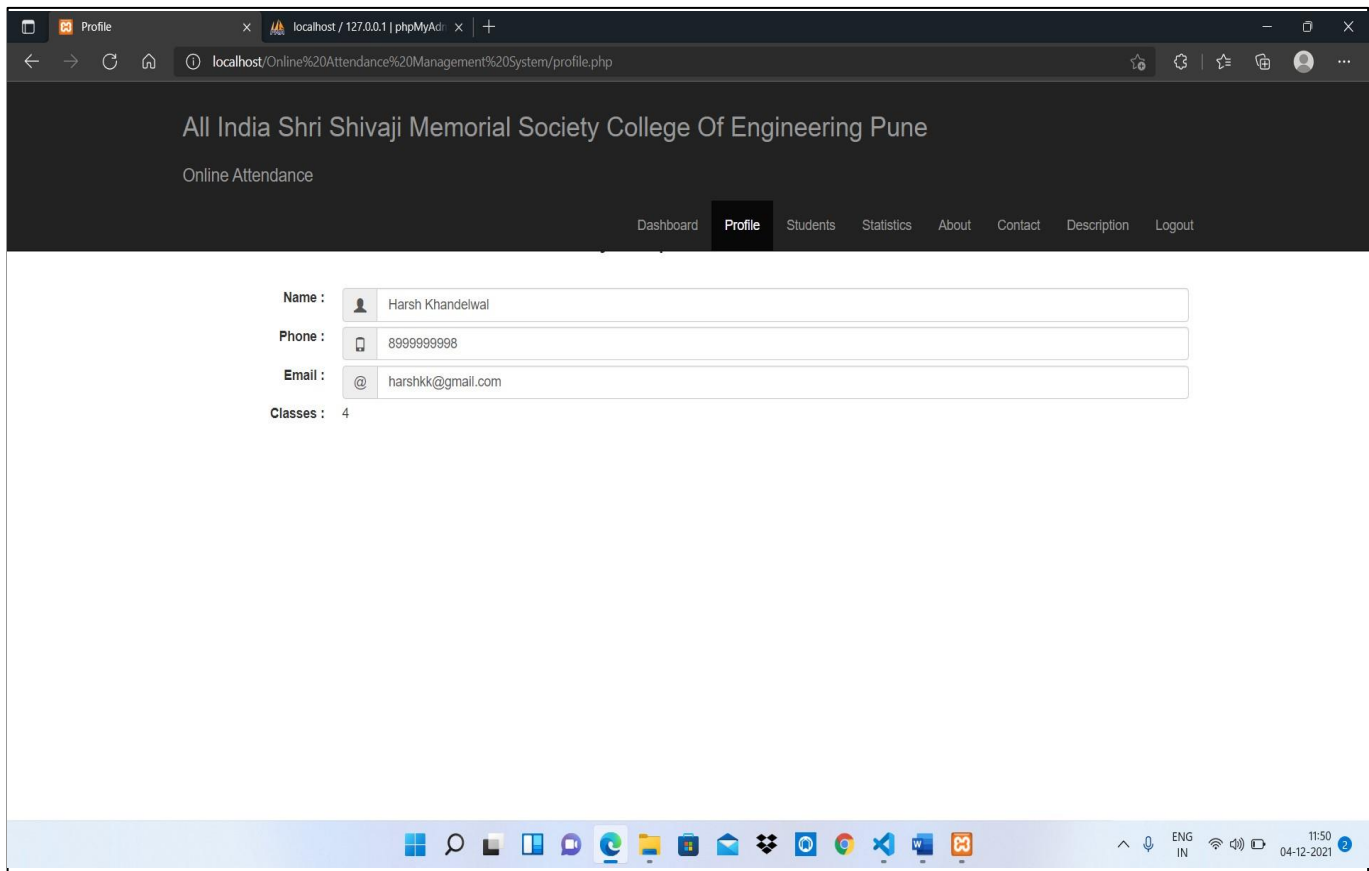 Profile
localhost / 127.0.0.1 | phpMyAdn
localhost/Online%20Attendance%20Management%20System/profile.php
All India Shri Shivaji Memorial Society College Of Engineering Pune
Online Attendance
Dashboard Profile Students Statistics About Contact Description Logout
Name : Harsh Khandelwal
Phone : 8999999998
Email : @ harshkk@gmail.com
Classes : 4
ENG 11:50
IN 04-12-2021 2